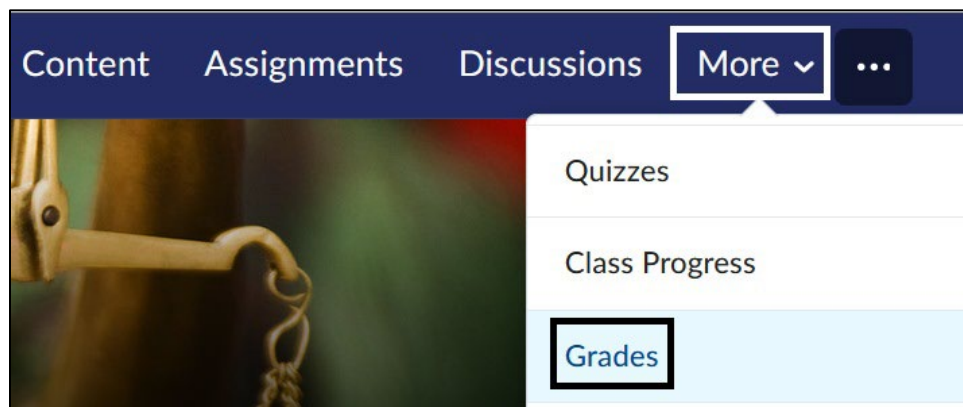 Content Assignments Discussions More ...
Quizzes
Class Progress
Grades